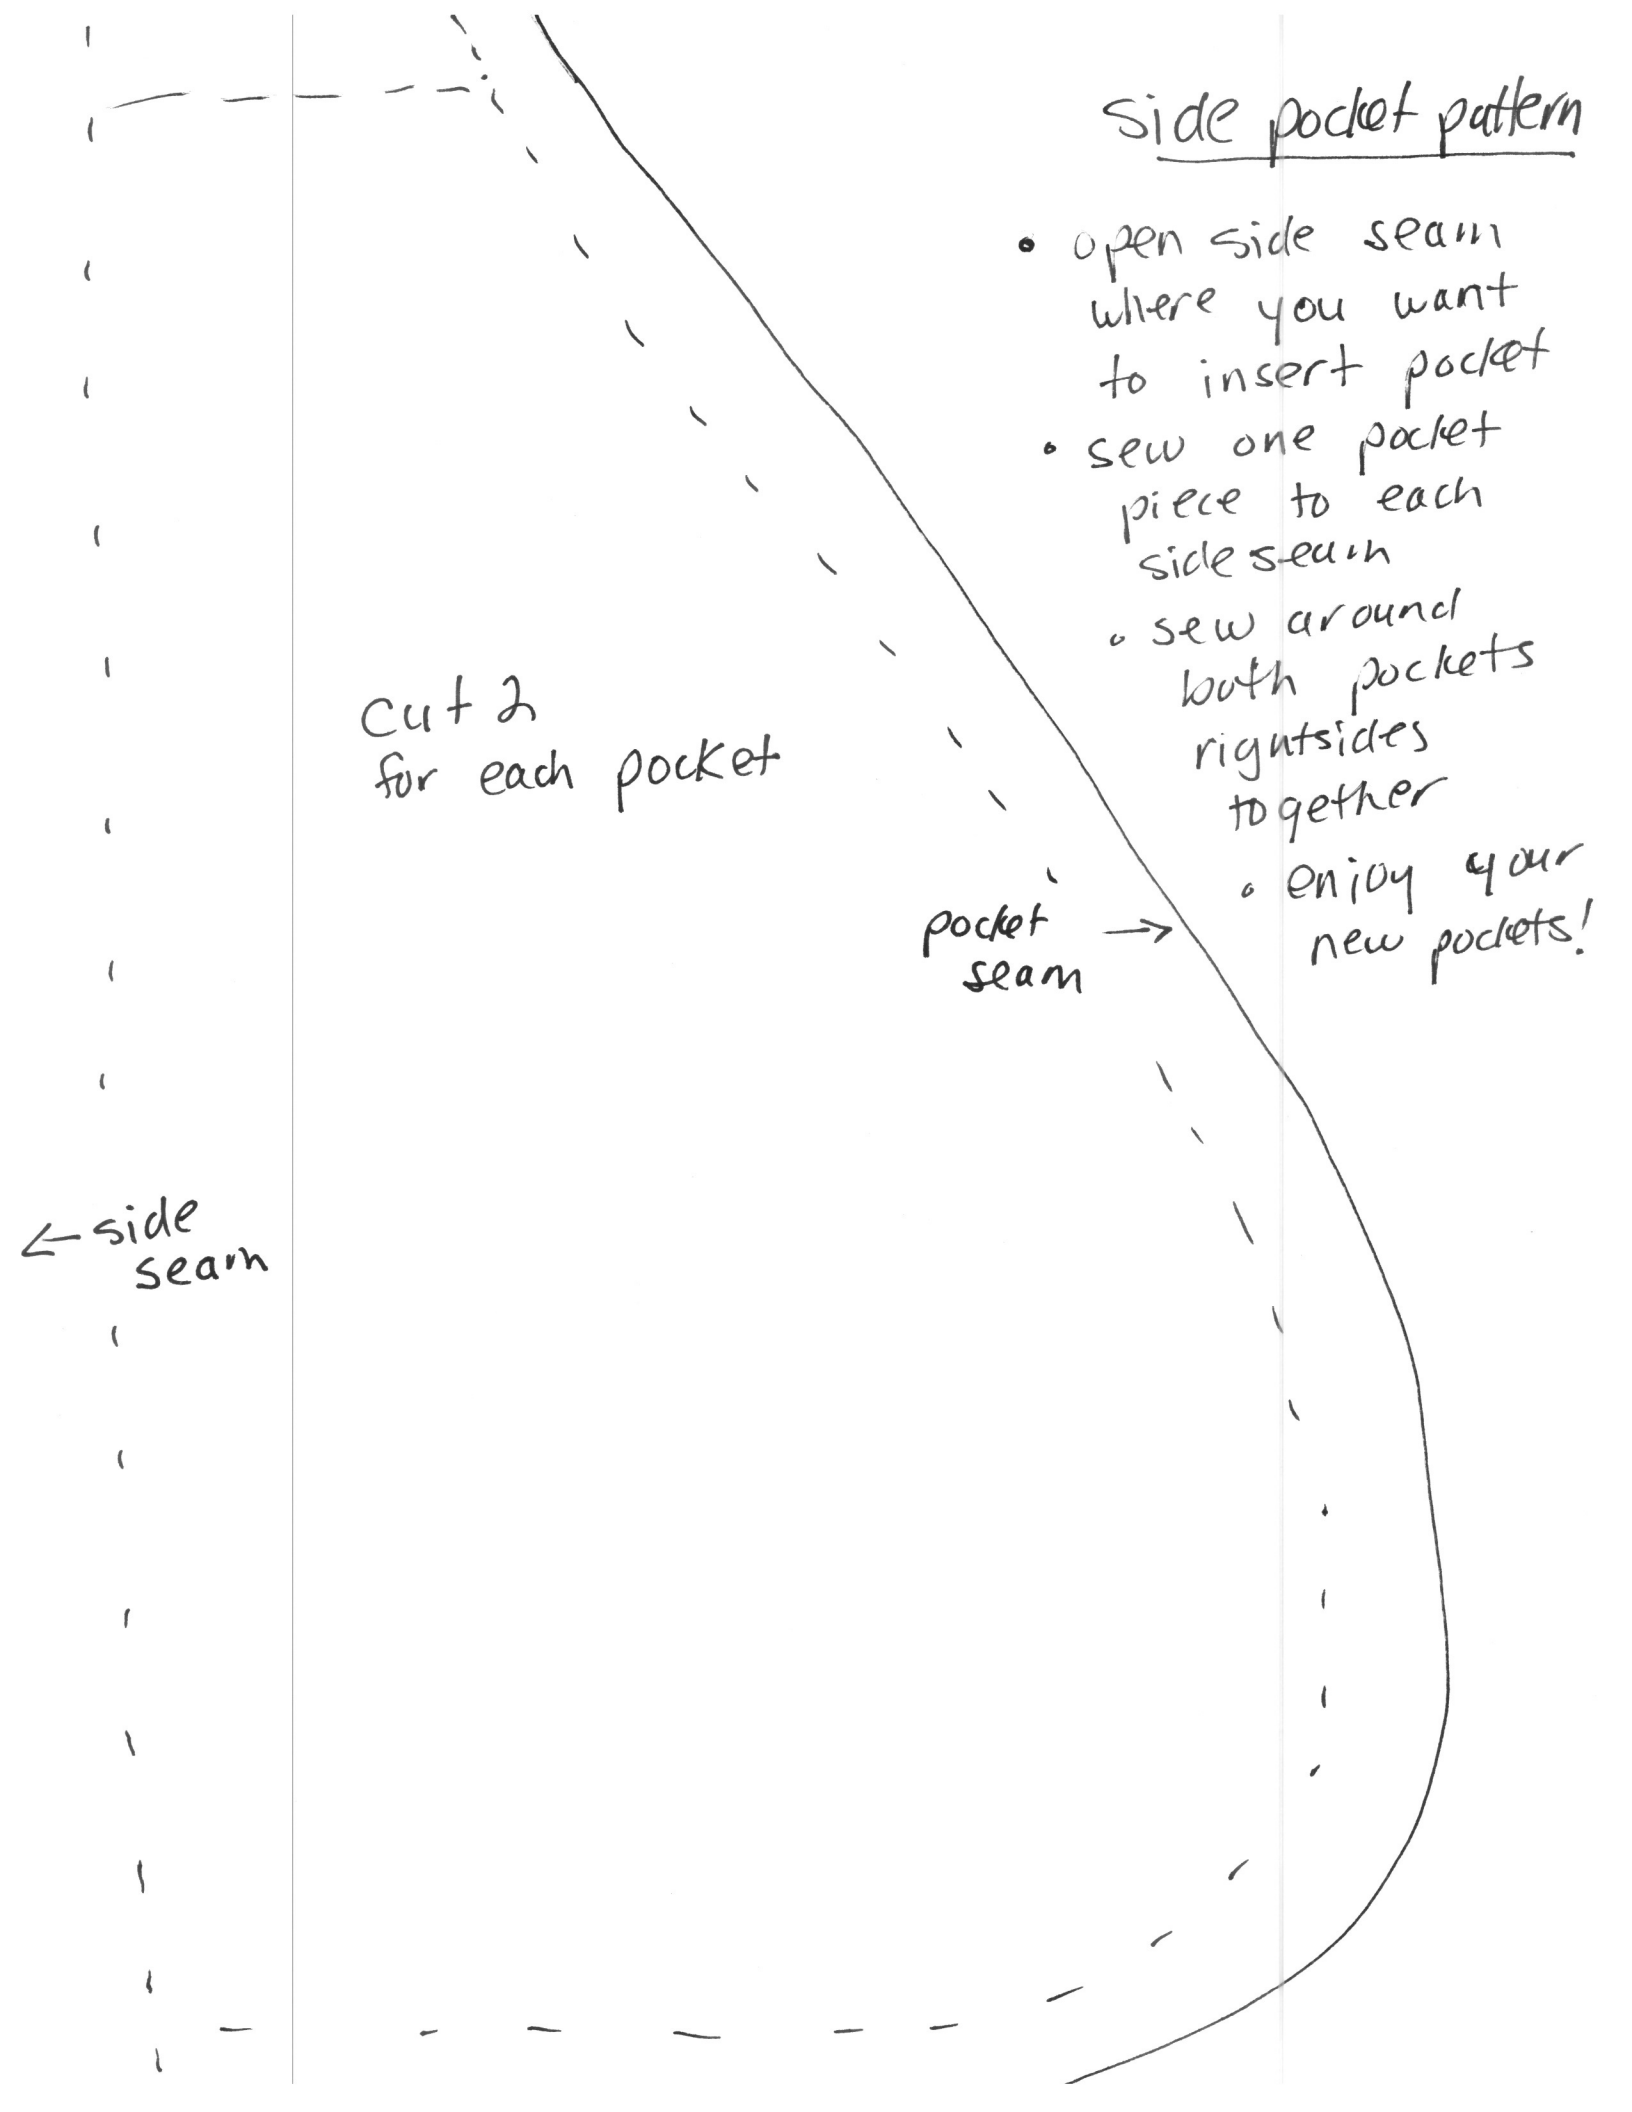 Side pocket pattern
• open side seam
where you want
to insert pocket
• sew one pocket
piece to each
side seam
• sew around
both pockets
rightsides
together
• enjoy your
new pockets!
cut 2
for each pocket
pocket →
seam
← side
seam